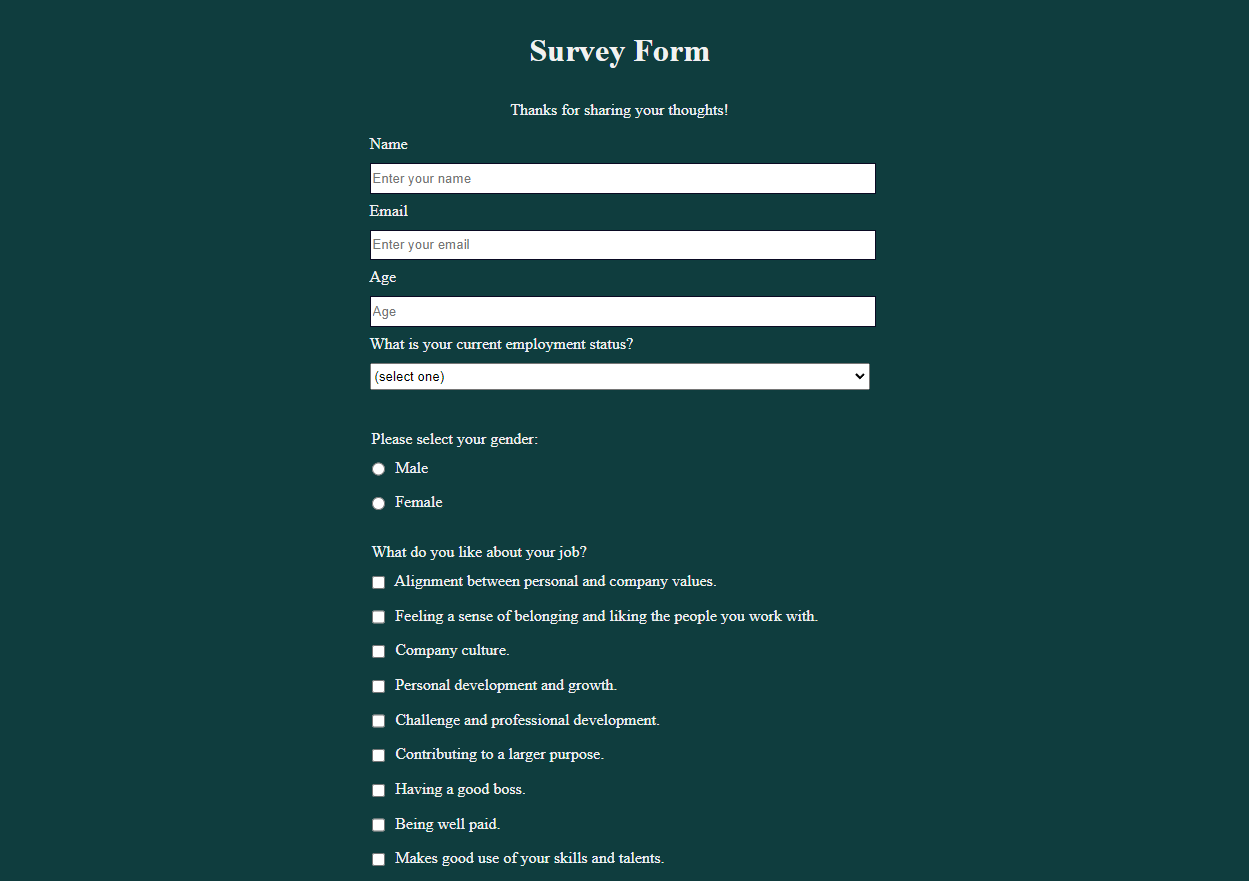 Survey Form
Thanks for sharing your thoughts!
Name
Enter your name
Email
Enter your email
Age
Age
What is your current employment status?
(select one)
Please select your gender:
Male
Female
What do you like about your job?
Alignment between personal and company values.
Feeling a sense of belonging and liking the people you work with.
Company culture.
Personal development and growth.
Challenge and professional development.
Contributing to a larger purpose.
Having a good boss.
Being well paid.
Makes good use of your skills and talents.